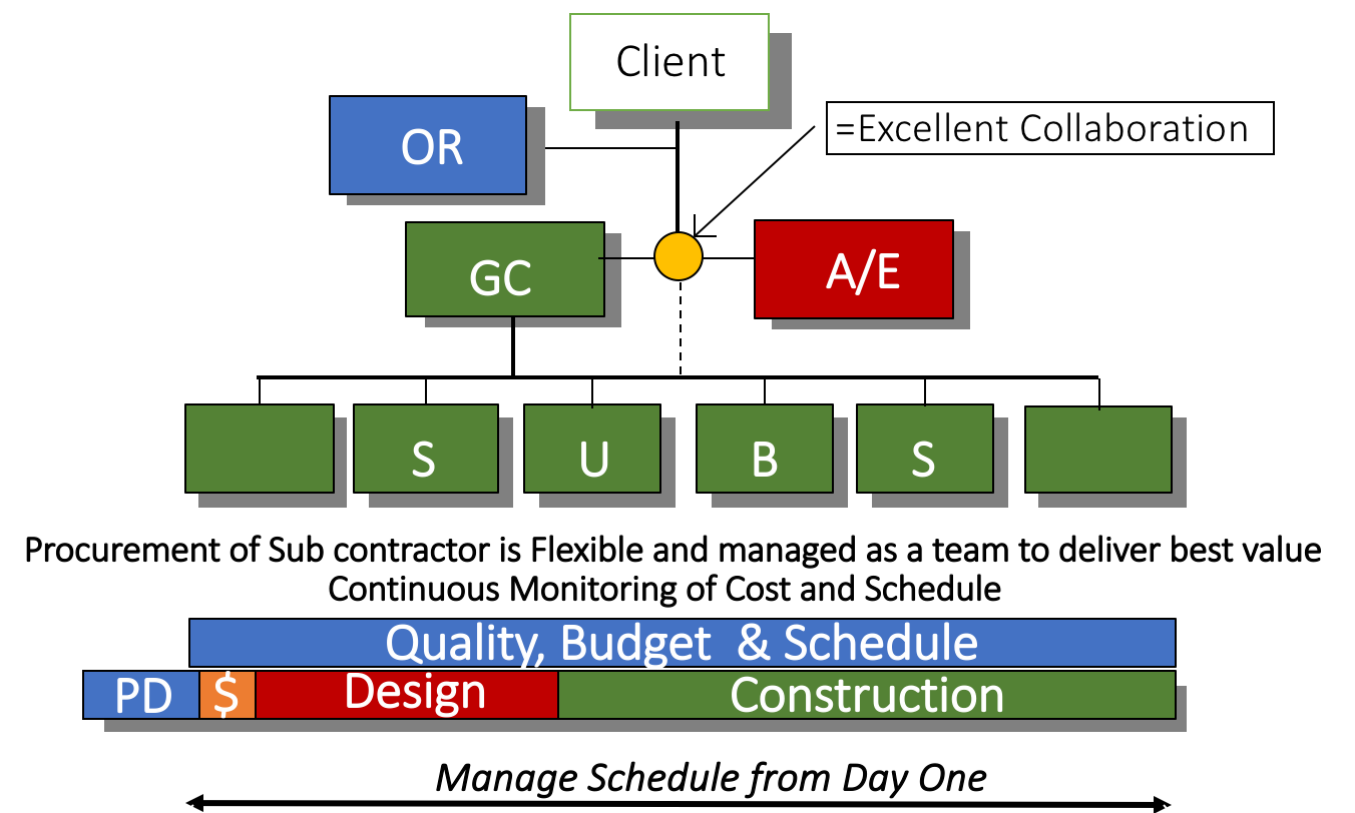 Client
OR
=Excellent Collaboration
GC
A/E
S U B S
Procurement of Sub contractor is Flexible and managed as a team to deliver best value
Continuous Monitoring of Cost and Schedule
Quality, Budget & Schedule
PD $ Design Construction
Manage Schedule from Day One